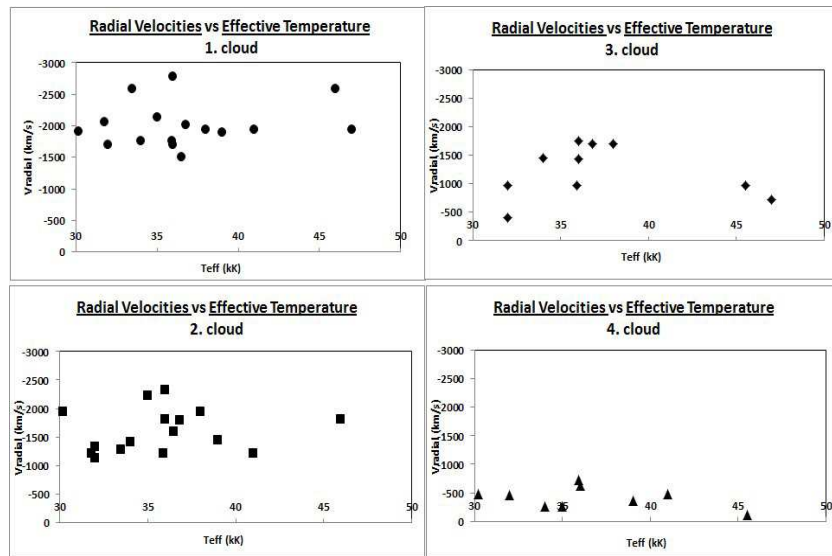 Radial Velocities vs Effective Temperature
1. cloud
-3000
-2500
-2000
-1500
-1000
-500
0
Vradial (km/s)
30 35 40 45 50
Teff (kK)
Radial Velocities vs Effective Temperature
3. cloud
-3000
-2500
-2000
-1500
-1000
-500
0
Vradial (km/s)
30 35 40 45 50
Teff (kK)
Radial Velocities vs Effective Temperature
2. cloud
-3000
-2500
-2000
-1500
-1000
-500
0
Vradial (km/s)
30 35 40 45 50
Teff (kK)
Radial Velocities vs Effective Temperature
4. cloud
-3000
-2500
-2000
-1500
-1000
-500
0
Vradial (km/s)
30 35 40 45 50
Teff (kK)